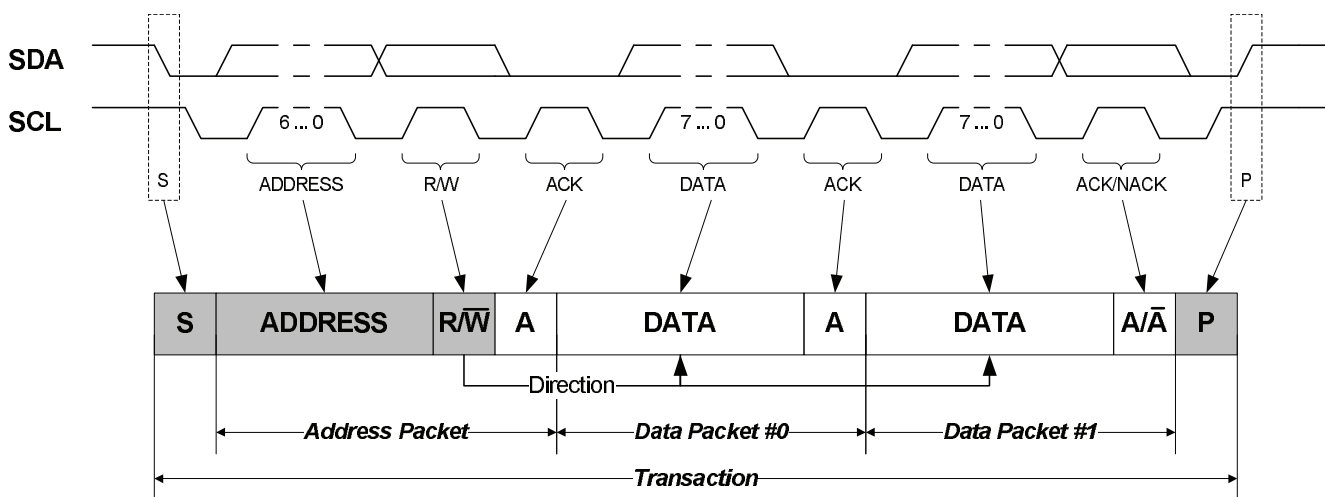 SDA
SCL
6 ... 0
7 ... 0
7 ... 0
S
ADDRESS
R/W
ACK
DATA
ACK
DATA
ACK/NACK
P
S
ADDRESS
R/W̅
A
DATA
A
DATA
A/A̅
P
Direction
Address Packet
Data Packet #0
Data Packet #1
Transaction